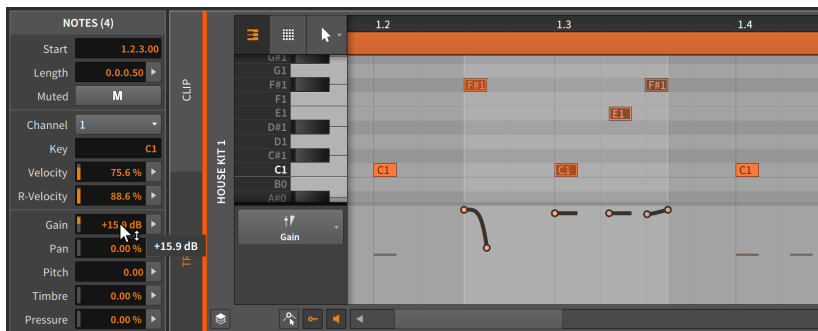 NOTES (4)
Start 1.2.3.00
Length 0.0.0.50
Muted M
Channel 1
Key C1
Velocity 75.6 %
R-Velocity 88.6 %
Gain +15.9 dB
+15.9 dB
Pan 0.00 %
Pitch 0.00
Timbre 0.00 %
Pressure 0.00 %
CLIP
HOUSE KIT 1
1.2 1.3 1.4
G#1
G1
F#1 F#1 F#1
F1
E1 E1
D#1
D1
C#1
C1 C1 C1 C1
B0
A#0
Gain